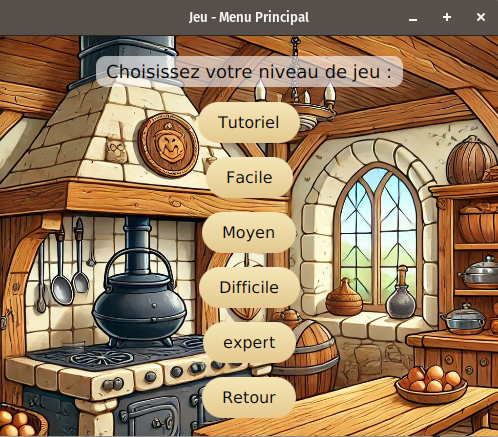 Jeu - Menu Principal
Choisissez votre niveau de jeu :
Tutoriel
Facile
Moyen
Difficile
expert
Retour